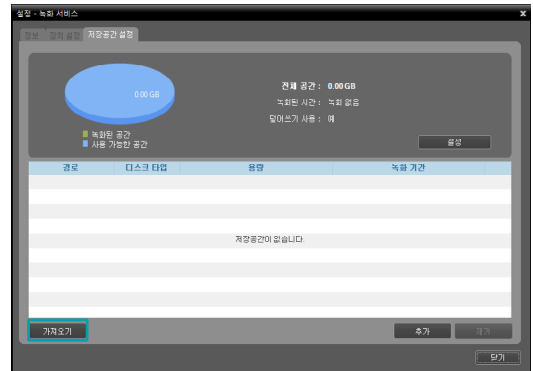 설정 - 녹화 서비스
x
정보 장치 설정 저장공간 설정
0.00 GB
전체 공간 : 0.00 GB
녹화된 시간 : 녹화 없음
덮어쓰기 사용 : 예
녹화된 공간
사용 가능한 공간
설정
경로 디스크 타입 용량 녹화 기간
저장공간이 없습니다.
가져오기 추가 제거
닫기